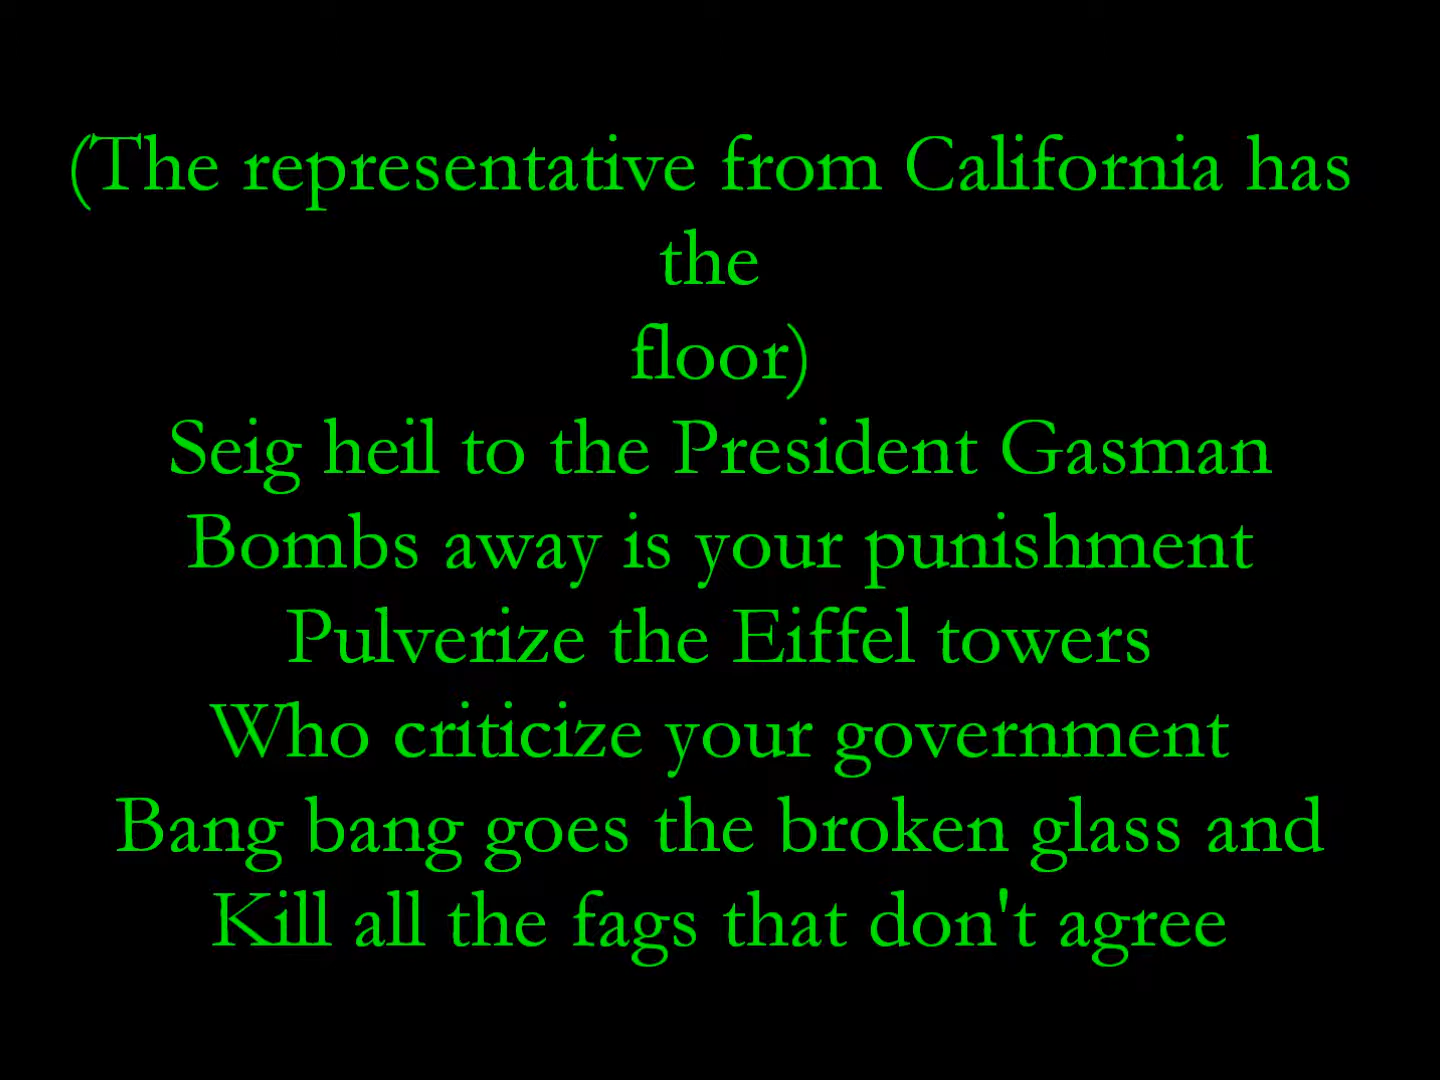 (The representative from California has
the
floor)
Seig heil to the President Gasman
Bombs away is your punishment
Pulverize the Eiffel towers
Who criticize your government
Bang bang goes the broken glass and
Kill all the fags that don't agree